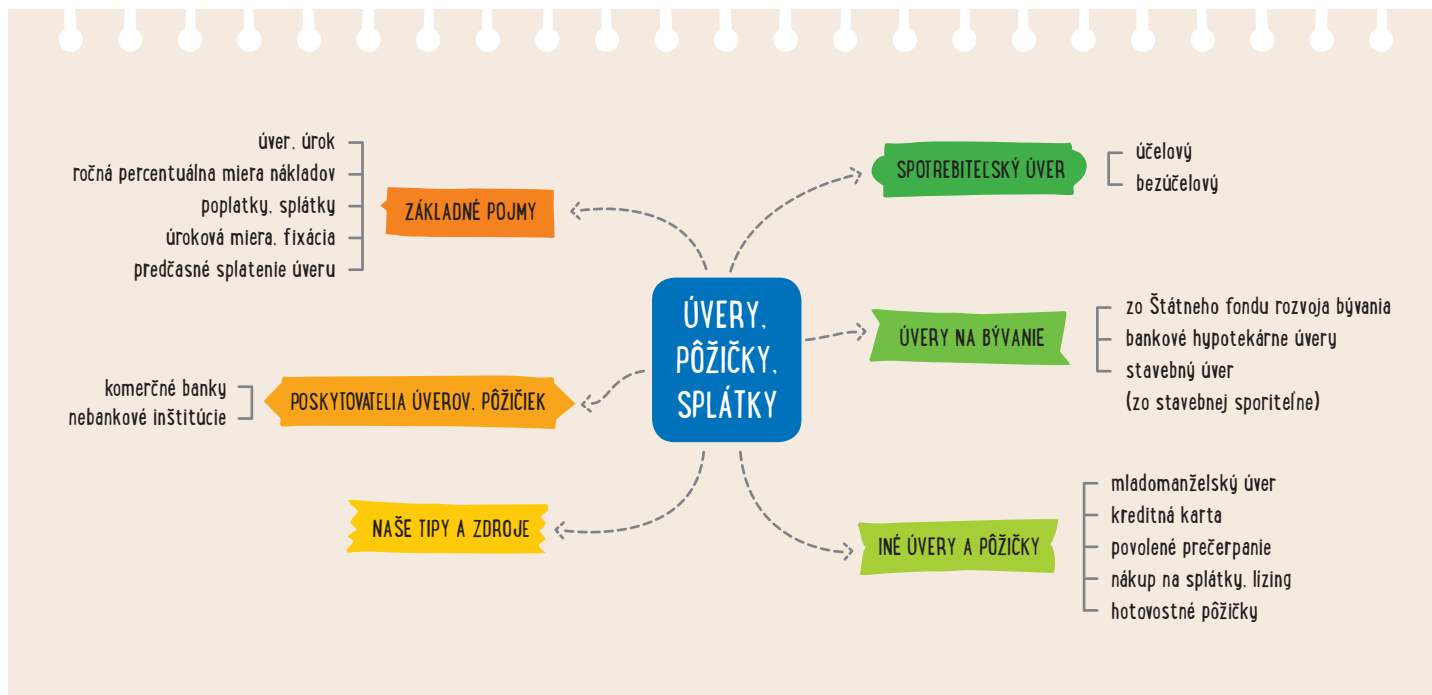 úver, úrok
ročná percentuálna miera nákladov
poplatky, splátky
úroková miera, fixácia
predčasné splatenie úveru
ZÁKLADNÉ POJMY
komerčné banky
nebankové inštitúcie
POSKYTOVATELIA ÚVEROV, PÔŽIČIEK
NAŠE TIPY A ZDROJE
ÚVERY,
PÔŽIČKY,
SPLÁTKY
SPOTREBITEĽSKÝ ÚVER
účelový
bezúčelový
ÚVERY NA BÝVANIE
zo Štátneho fondu rozvoja bývania
bankové hypotekárne úvery
stavebný úver
(zo stavebnej sporiteľne)
INÉ ÚVERY A PÔŽIČKY
mladomanželský úver
kreditná karta
povolené prečerpanie
nákup na splátky, lízing
hotovostné pôžičky